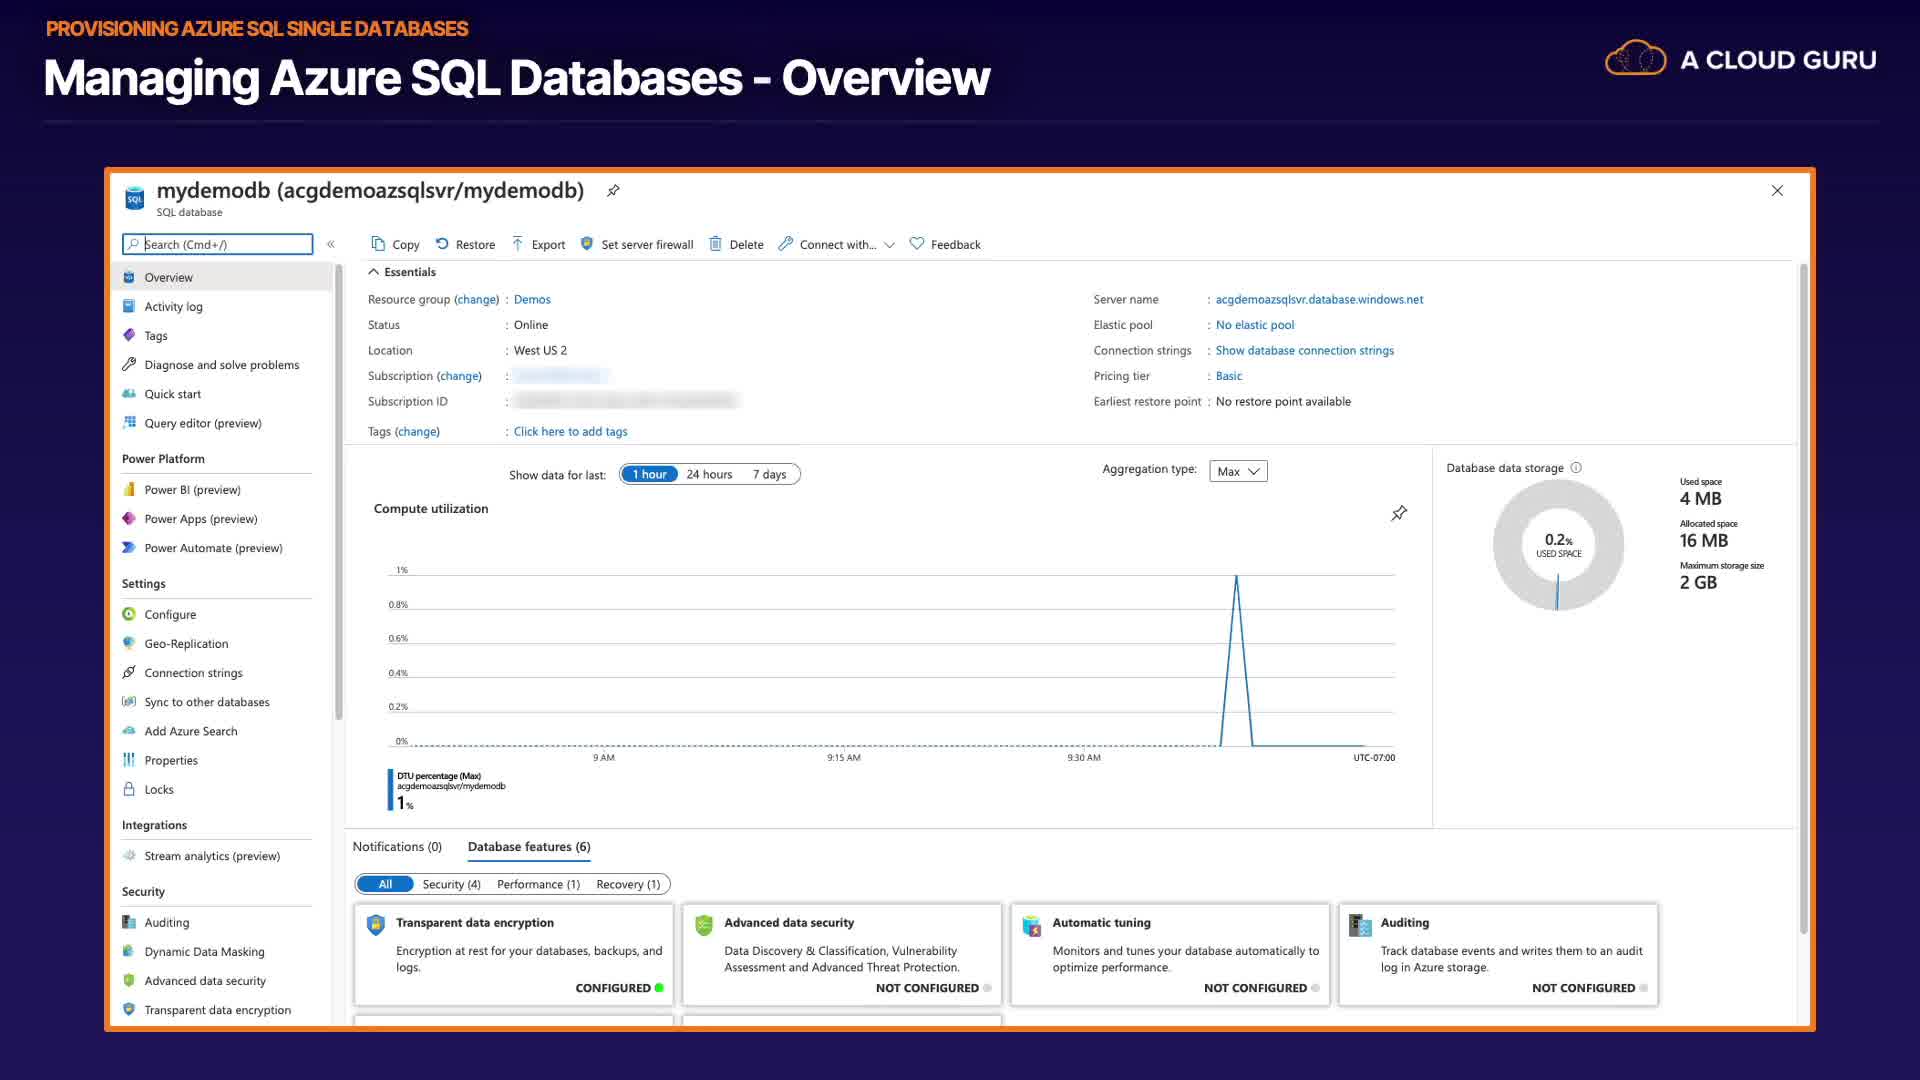 PROVISIONING AZURE SQL SINGLE DATABASES
Managing Azure SQL Databases - Overview
A CLOUD GURU
mydemodb (acgdemoazsqlsvr/mydemodb)
SQL
SQL database
Search (Cmd+/)
«
Copy Restore Export Set server firewall Delete Connect with... Feedback
Overview
Activity log
Tags
Diagnose and solve problems
Quick start
Query editor (preview)
Power Platform
Power BI (preview)
Power Apps (preview)
Power Automate (preview)
Settings
Configure
Geo-Replication
Connection strings
Sync to other databases
Add Azure Search
Properties
Locks
Integrations
Stream analytics (preview)
Security
Auditing
Dynamic Data Masking
Advanced data security
Transparent data encryption
Essentials
Resource group (change) : Demos
Status : Online
Location : West US 2
Subscription (change) :
Subscription ID :
Tags (change) : Click here to add tags
Server name : acgdemoazsqlsvr.database.windows.net
Elastic pool : No elastic pool
Connection strings : Show database connection strings
Pricing tier : Basic
Earliest restore point : No restore point available
Show data for last: 1 hour 24 hours 7 days
Aggregation type: Max
Compute utilization
1%
0.8%
0.6%
0.4%
0.2%
0%
9 AM 9:15 AM 9:30 AM UTC-07:00
DTU percentage (Max)
acgdemoazsqlsvr/mydemodb
1%
Database data storage
0.2%
USED SPACE
Used space
4 MB
Allocated space
16 MB
Maximum storage size
2 GB
Notifications (0) Database features (6)
All Security (4) Performance (1) Recovery (1)
Transparent data encryption
Encryption at rest for your databases, backups, and
logs.
CONFIGURED
Advanced data security
Data Discovery & Classification, Vulnerability
Assessment and Advanced Threat Protection.
NOT CONFIGURED
Automatic tuning
Monitors and tunes your database automatically to
optimize performance.
NOT CONFIGURED
Auditing
Track database events and writes them to an audit
log in Azure storage.
NOT CONFIGURED